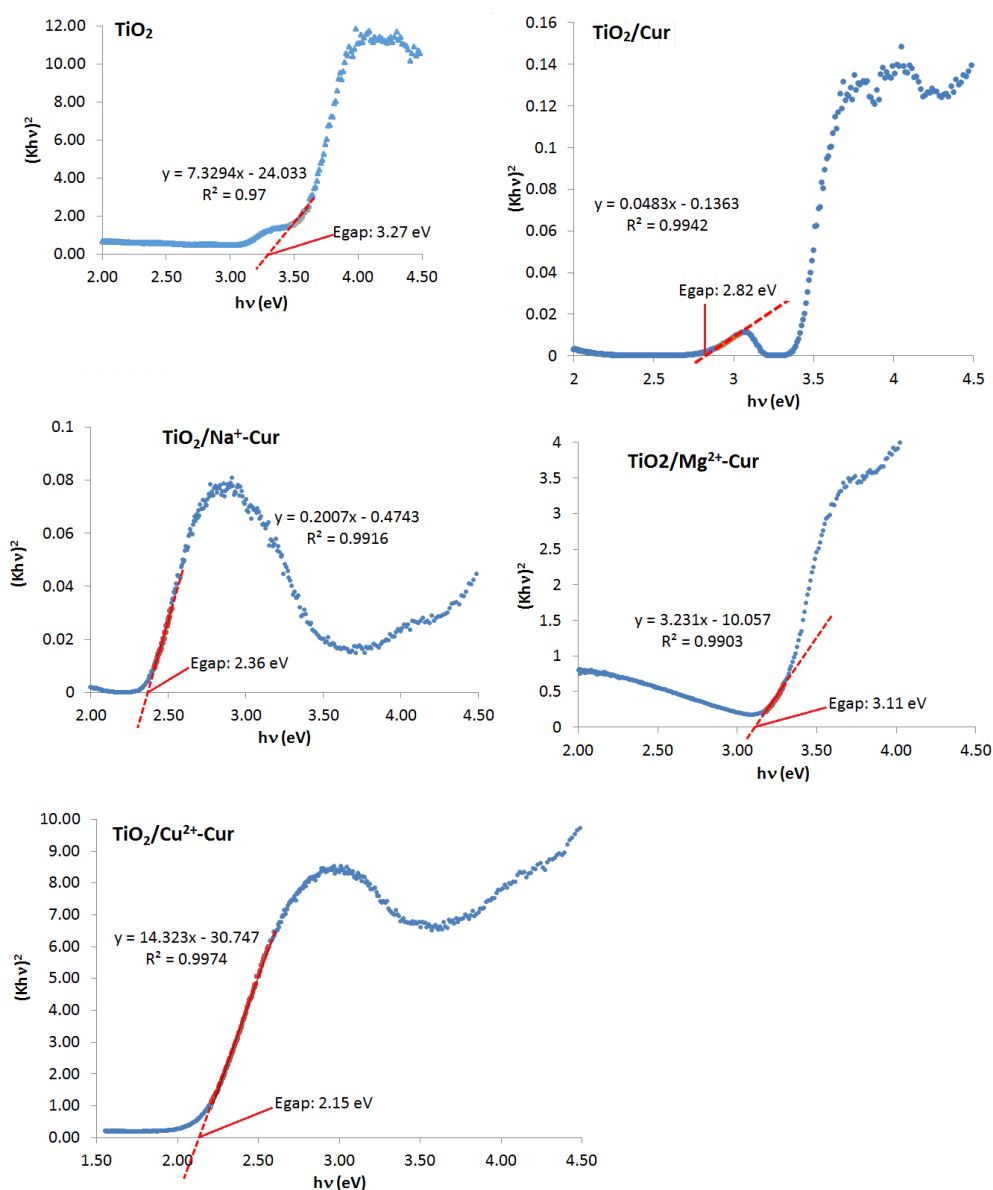 TiO₂
(Khν)²
12.00
10.00
8.00
6.00
4.00
2.00
0.00
y = 7.3294x - 24.033
R² = 0.97
Egap: 3.27 eV
2.00 2.50 3.00 3.50 4.00 4.50
hν (eV)
TiO₂/Cur
(Khν)²
0.16
0.14
0.12
0.1
0.08
0.06
0.04
0.02
0
y = 0.0483x - 0.1363
R² = 0.9942
Egap: 2.82 eV
2 2.5 3 3.5 4 4.5
hν (eV)
TiO₂/Na⁺-Cur
(Khν)²
0.1
0.08
0.06
0.04
0.02
0
y = 0.2007x - 0.4743
R² = 0.9916
Egap: 2.36 eV
2.00 2.50 3.00 3.50 4.00 4.50
hν (eV)
TiO2/Mg²⁺-Cur
(Khν)²
4
3.5
3
2.5
2
1.5
1
0.5
0
y = 3.231x - 10.057
R² = 0.9903
Egap: 3.11 eV
2.00 2.50 3.00 3.50 4.00 4.50
hν (eV)
TiO₂/Cu²⁺-Cur
(Khν)²
10.00
9.00
8.00
7.00
6.00
5.00
4.00
3.00
2.00
1.00
0.00
y = 14.323x - 30.747
R² = 0.9974
Egap: 2.15 eV
1.50 2.00 2.50 3.00 3.50 4.00 4.50
hν (eV)